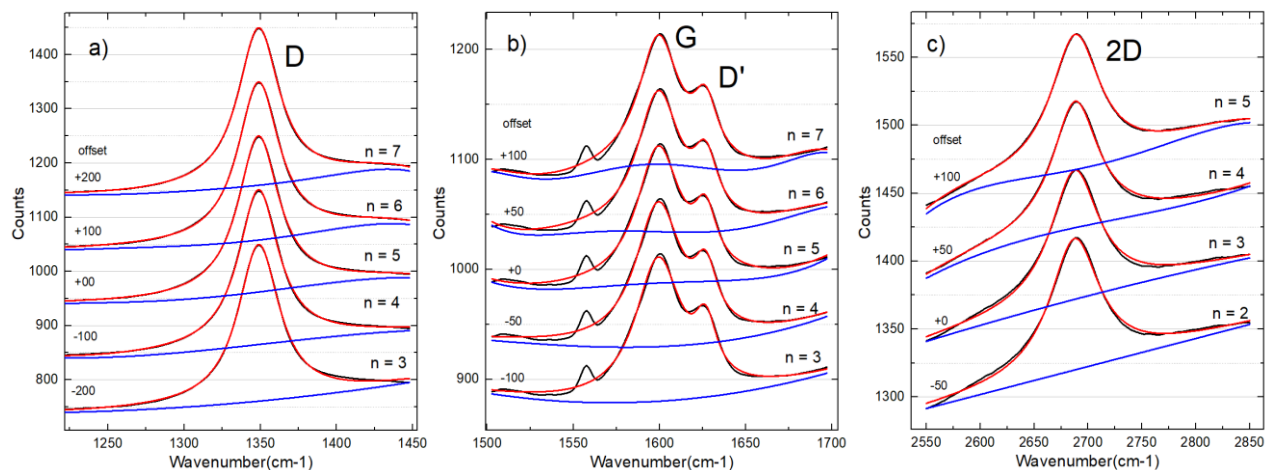 a)
D
1400
1300
1200
1100
1000
900
800
Counts
offset
+200
+100
+00
-100
-200
n = 7
n = 6
n = 5
n = 4
n = 3
1250 1300 1350 1400 1450
Wavenumber(cm-1)
b)
G
D'
1200
1100
1000
900
Counts
offset
+100
+50
+0
-50
-100
n = 7
n = 6
n = 5
n = 4
n = 3
1500 1550 1600 1650 1700
Wavenumber(cm-1)
c)
2D
1550
1500
1450
1400
1350
1300
Counts
offset
+100
+50
+0
-50
n = 5
n = 4
n = 3
n = 2
2550 2600 2650 2700 2750 2800 2850
Wavenumber(cm-1)